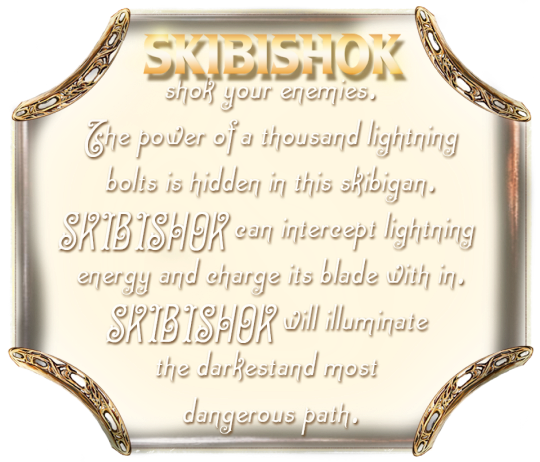 SKIBISHOK
shok your enemies.
The power of a thousand lightning
bolts is hidden in this skibigan.
SKIBISHOK can intercept lightning
energy and charge its blade with in.
SKIBISHOK will illuminate
the darkestand most
dangerous path.